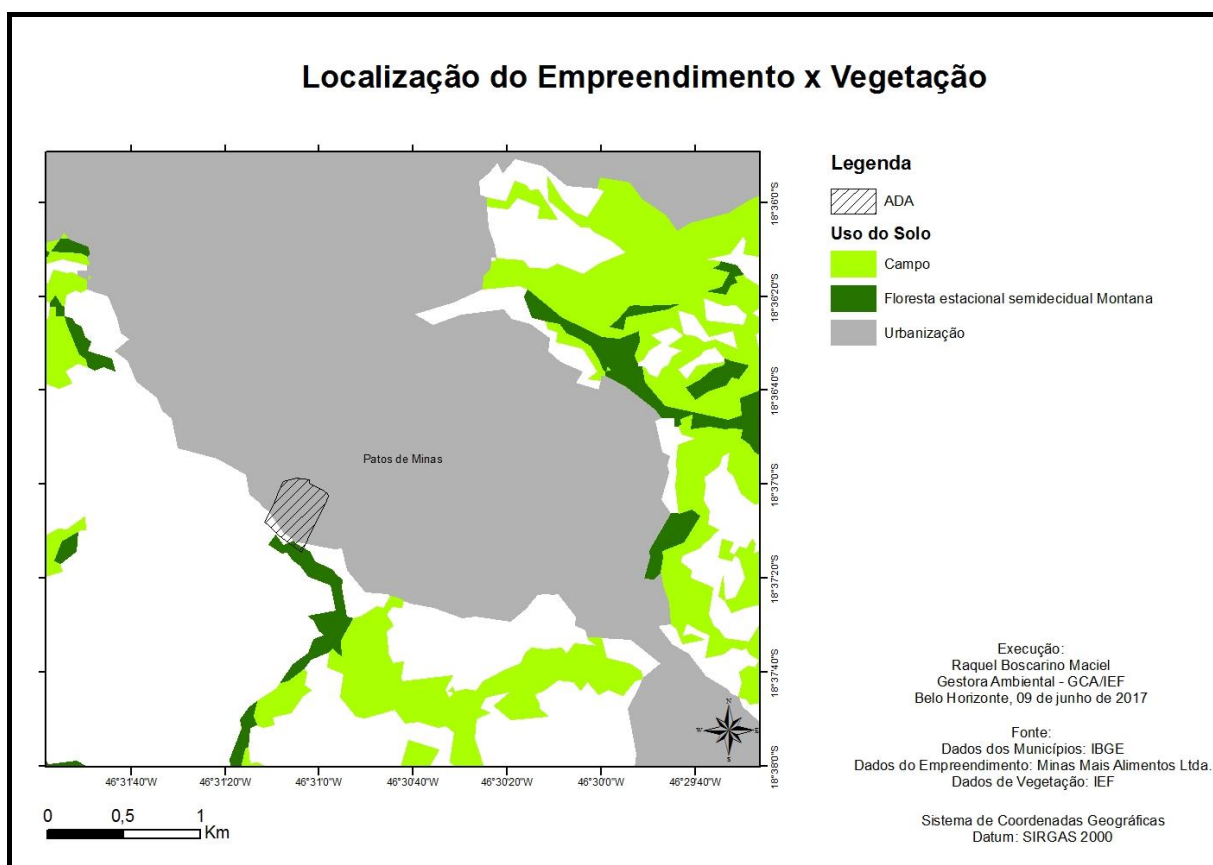 Localização do Empreendimento x Vegetação
Legenda
ADA
Uso do Solo
Campo
Floresta estacional semidecidual Montana
Urbanização
Patos de Minas
18°36'0"S
18°36'20"S
18°36'40"S
18°37'0"S
18°37'20"S
18°37'40"S
18°38'0"S
46°31'40"W
46°31'20"W
46°31'0"W
46°30'40"W
46°30'20"W
46°30'0"W
46°29'40"W
N
W
E
S
0 0,5 1
Km
Execução:
Raquel Boscarino Maciel
Gestora Ambiental - GCA/IEF
Belo Horizonte, 09 de junho de 2017
Fonte:
Dados dos Municípios: IBGE
Dados do Empreendimento: Minas Mais Alimentos Ltda.
Dados de Vegetação: IEF
Sistema de Coordenadas Geográficas
Datum: SIRGAS 2000